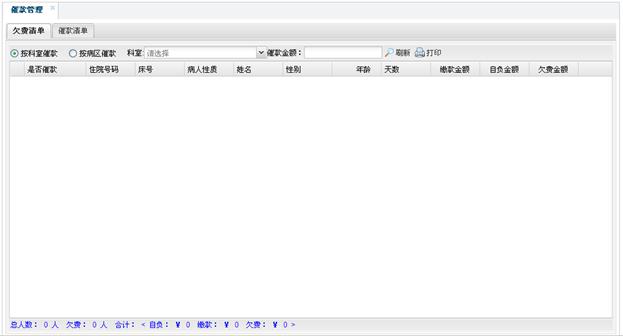 催款管理
欠费清单 催款清单
按科室催款 按病区催款 科室: 请选择 催款金额: 刷新 打印
是否催款 住院号码 床号 病人性质 姓名 性别 年龄 天数 缴款金额 自负金额 欠费金额
总人数: 0 人 欠费: 0 人 合计: < 自负: ¥ 0 缴款: ¥ 0 欠费: ¥ 0 >